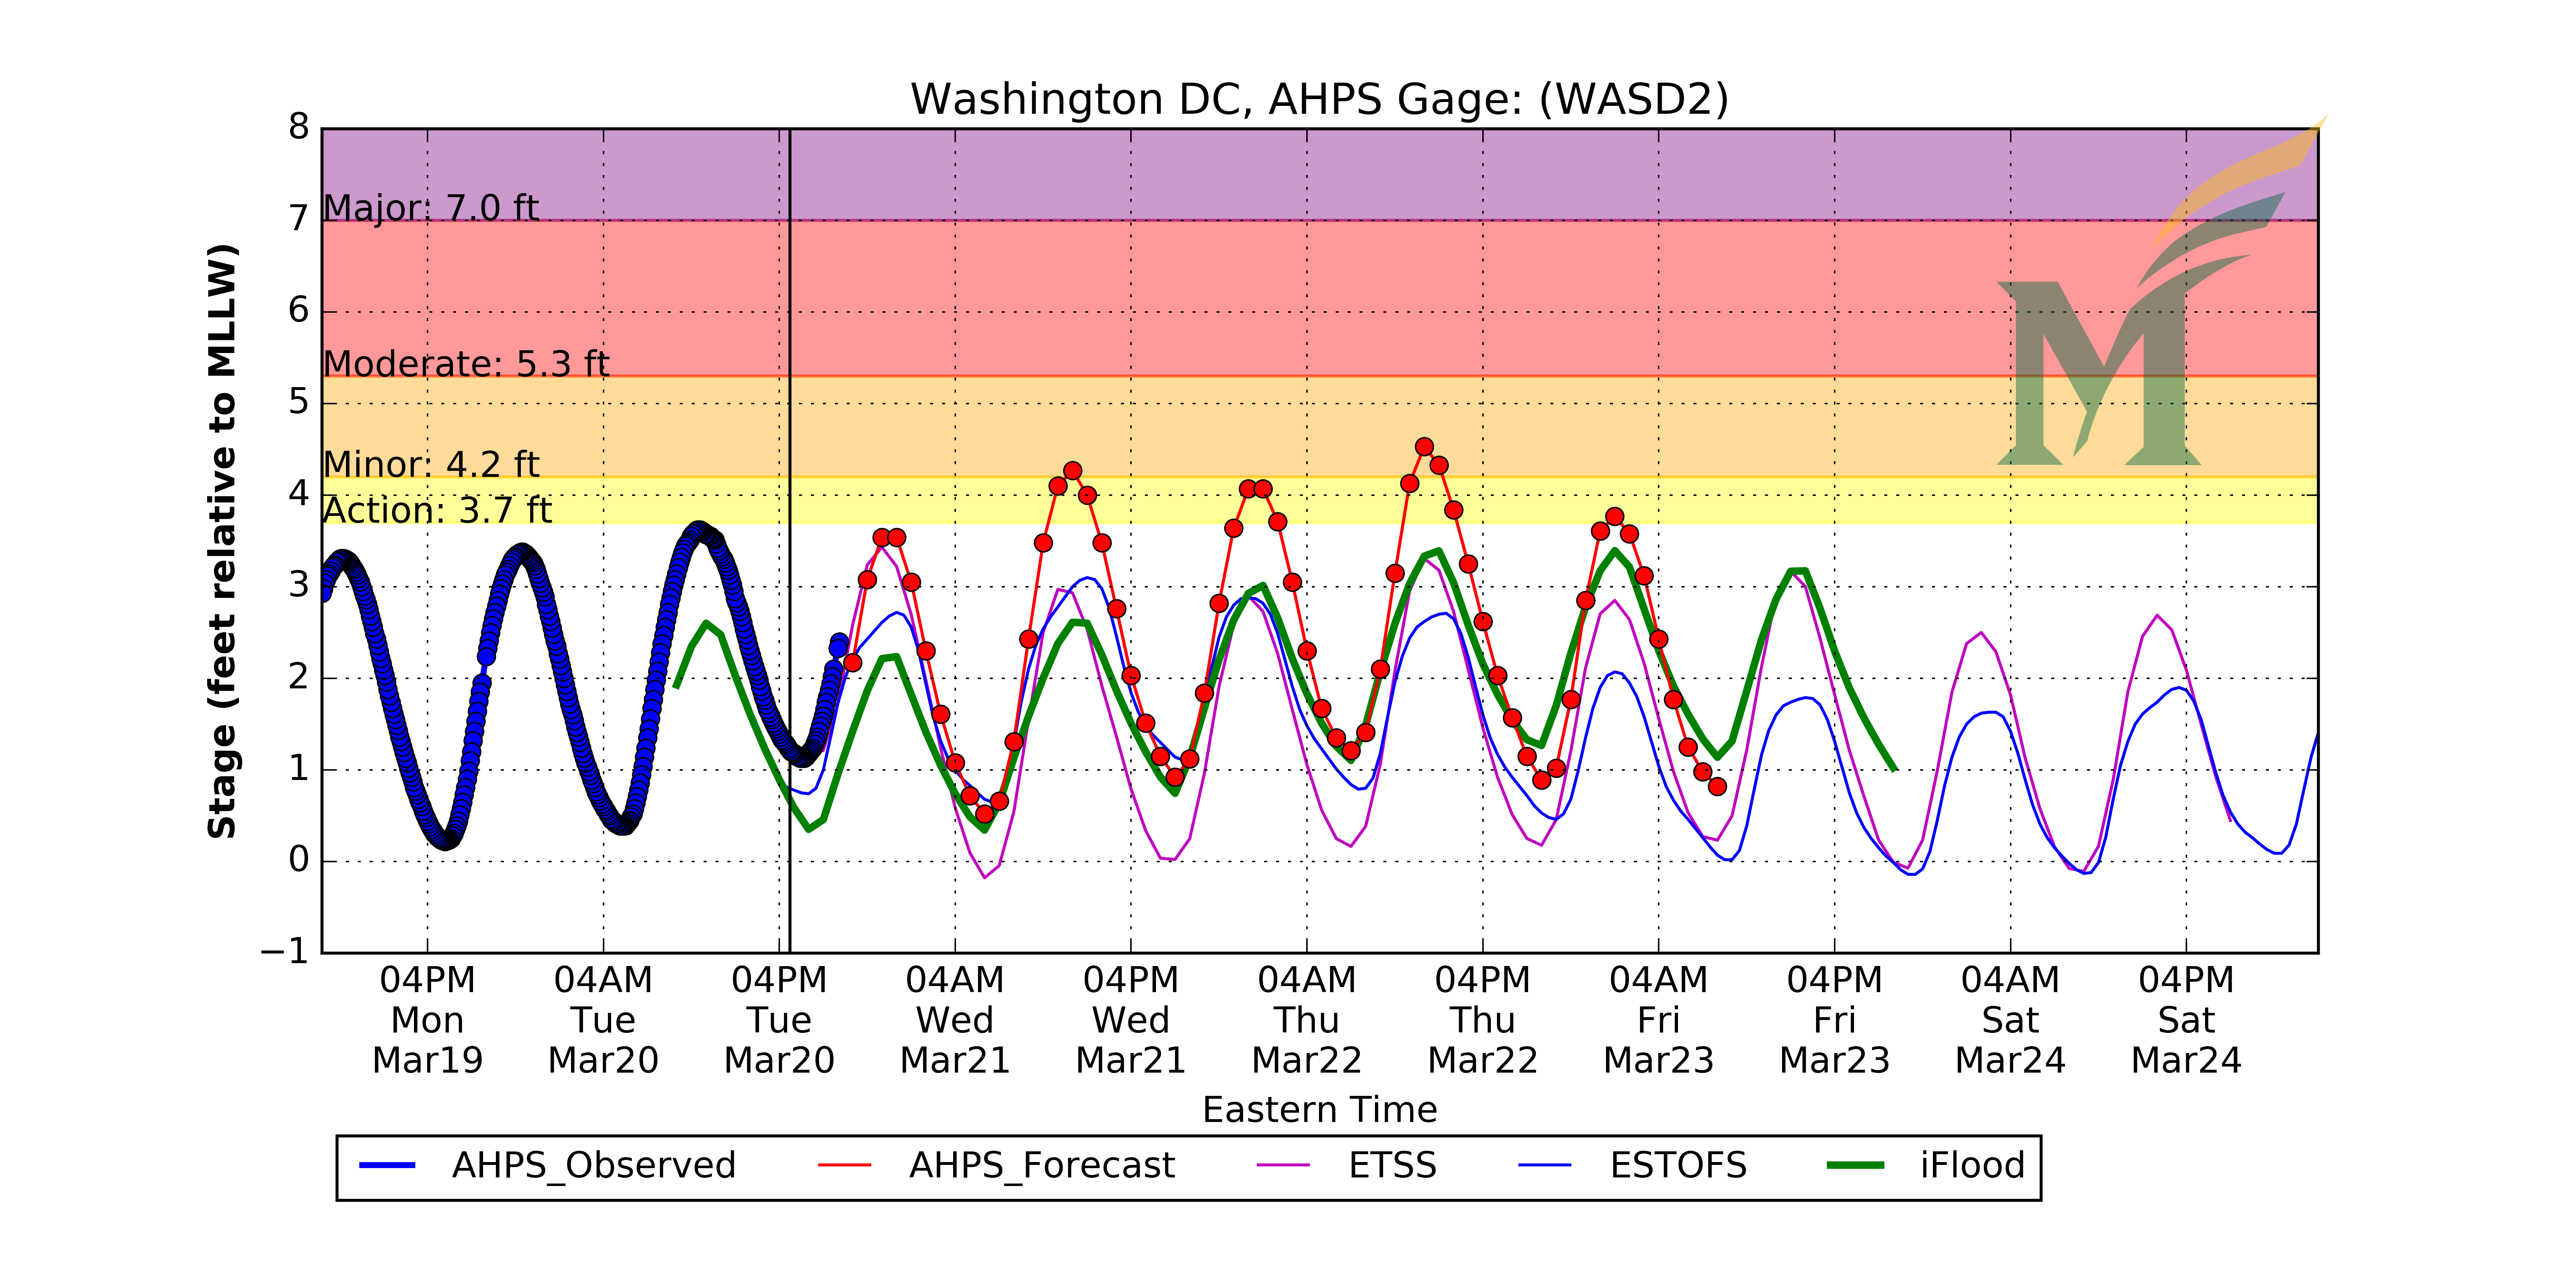 Washington DC, AHPS Gage: (WASD2)
8
7
6
5
4
3
2
1
0
−1
Stage (feet relative to MLLW)
Major: 7.0 ft
Moderate: 5.3 ft
Minor: 4.2 ft
Action: 3.7 ft
04PM 04AM 04PM 04AM 04PM 04AM 04PM 04AM 04PM 04AM 04PM
Mon Tue Tue Wed Wed Thu Thu Fri Fri Sat Sat
Mar19 Mar20 Mar20 Mar21 Mar21 Mar22 Mar22 Mar23 Mar23 Mar24 Mar24
Eastern Time
AHPS_Observed AHPS_Forecast ETSS ESTOFS iFlood
M